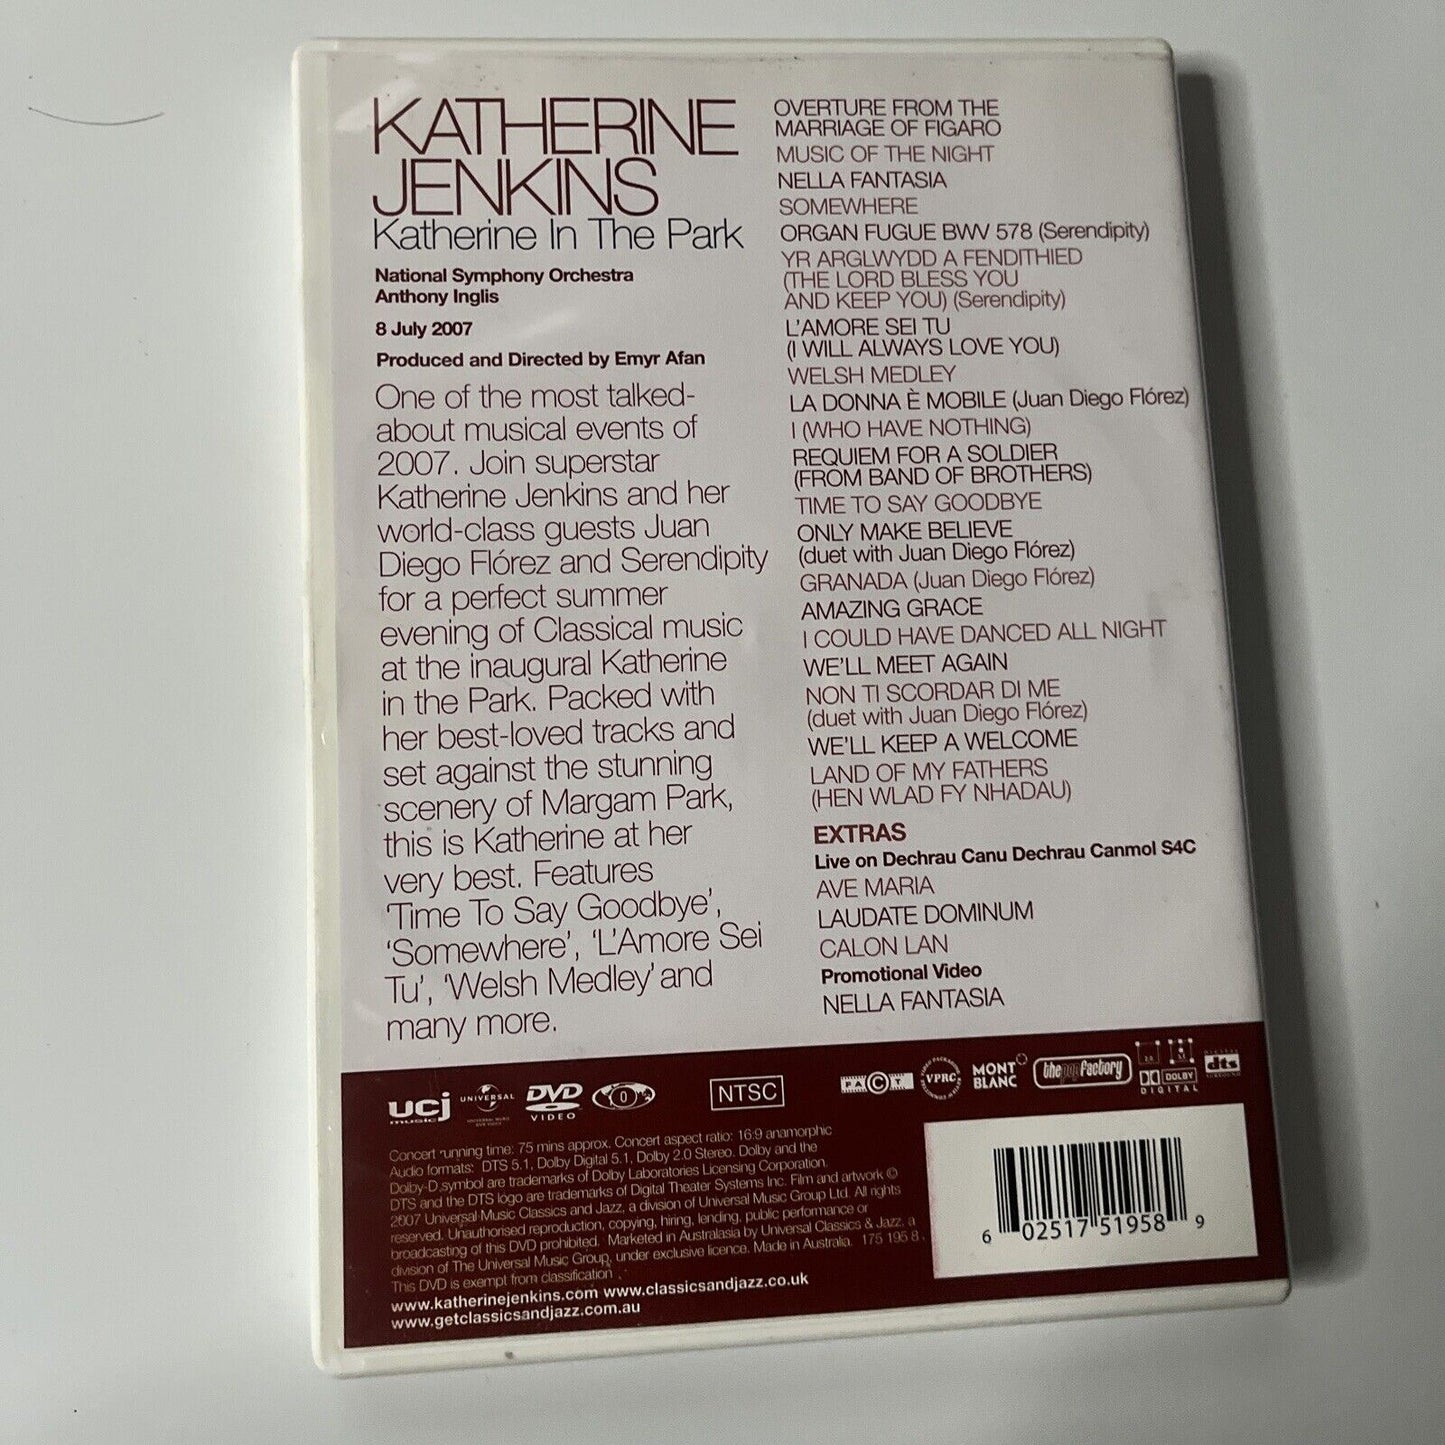 KATHERINE
JENKINS
Katherine In The Park
National Symphony Orchestra
Anthony Inglis
8 July 2007
Produced and Directed by Emyr Afan
One of the most talked-
about musical events of
2007. Join superstar
Katherine Jenkins and her
world-class guests Juan
Diego Flórez and Serendipity
for a perfect summer
evening of Classical music
at the inaugural Katherine
in the Park. Packed with
her best-loved tracks and
set against the stunning
scenery of Margam Park,
this is Katherine at her
very best. Features
'Time To Say Goodbye',
'Somewhere', 'L'Amore Sei
Tu', 'Welsh Medley' and
many more.
OVERTURE FROM THE
MARRIAGE OF FIGARO
MUSIC OF THE NIGHT
NELLA FANTASIA
SOMEWHERE
ORGAN FUGUE BWV 578 (Serendipity)
YR ARGLWYDD A FENDITHIED
(THE LORD BLESS YOU
AND KEEP YOU) (Serendipity)
L'AMORE SEI TU
(I WILL ALWAYS LOVE YOU)
WELSH MEDLEY
LA DONNA È MOBILE (Juan Diego Flórez)
I (WHO HAVE NOTHING)
REQUIEM FOR A SOLDIER
(FROM BAND OF BROTHERS)
TIME TO SAY GOODBYE
ONLY MAKE BELIEVE
(duet with Juan Diego Flórez)
GRANADA (Juan Diego Flórez)
AMAZING GRACE
I COULD HAVE DANCED ALL NIGHT
WE'LL MEET AGAIN
NON TI SCORDAR DI ME
(duet with Juan Diego Flórez)
WE'LL KEEP A WELCOME
LAND OF MY FATHERS
(HEN WLAD FY NHADAU)
EXTRAS
Live on Dechrau Canu Dechrau Canmol S4C
AVE MARIA
LAUDATE DOMINUM
CALON LAN
Promotional Video
NELLA FANTASIA
ucj
music
UNIVERSAL
DVD
VIDEO
0
NTSC
PACT
VPRC
MONT
BLANC
thepopfactory
2.0
5.1
DOLBY
DIGITAL
dts
Concert running time: 75 mins approx. Concert aspect ratio: 16:9 anamorphic
Audio formats: DTS 5.1, Dolby Digital 5.1, Dolby 2.0 Stereo. Dolby and the
Dolby-D symbol are trademarks of Dolby Laboratories Licensing Corporation.
DTS and the DTS logo are trademarks of Digital Theater Systems Inc. Film and artwork ©
2007 Universal Music Classics and Jazz, a division of Universal Music Group Ltd. All rights
reserved. Unauthorised reproduction, copying, hiring, lending, public performance or
broadcasting of this DVD prohibited. Marketed in Australasia by Universal Classics & Jazz, a
division of The Universal Music Group, under exclusive licence. Made in Australia. 175 195 8
This DVD is exempt from classification
www.katherinejenkins.com www.classicsandjazz.co.uk
www.getclassicsandjazz.com.au
6 02517 51958 9